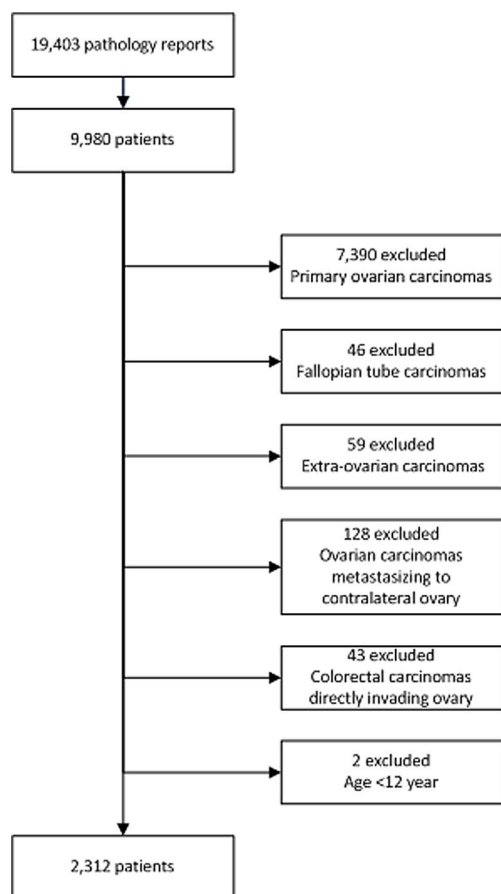 19,403 pathology reports
9,980 patients
7,390 excluded
Primary ovarian carcinomas
46 excluded
Fallopian tube carcinomas
59 excluded
Extra-ovarian carcinomas
128 excluded
Ovarian carcinomas
metastasizing to
contralateral ovary
43 excluded
Colorectal carcinomas
directly invading ovary
2 excluded
Age <12 year
2,312 patients